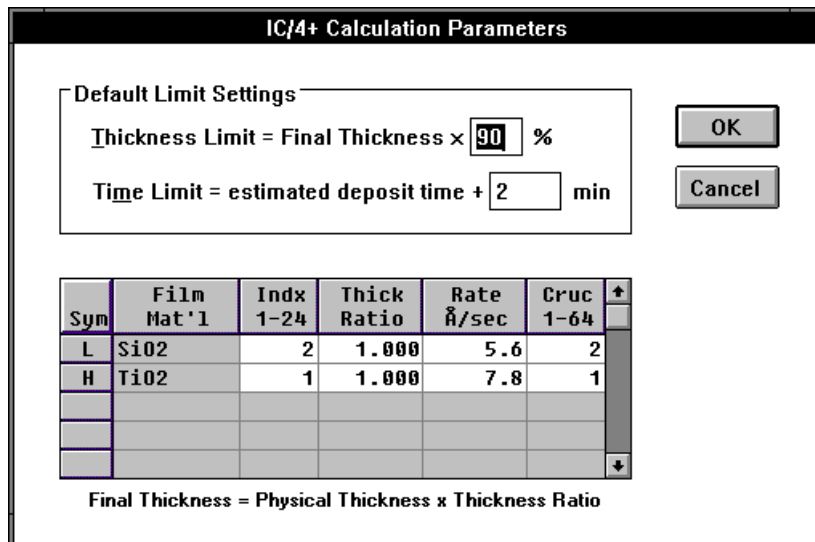 IC/4+ Calculation Parameters
Default Limit Settings
Thickness Limit = Final Thickness × 90 %
Time Limit = estimated deposit time + 2 min
OK
Cancel
Sym Film Mat'l Indx 1-24 Thick Ratio Rate Å/sec Cruc 1-64
L SiO2 2 1.000 5.6 2
H TiO2 1 1.000 7.8 1
Final Thickness = Physical Thickness x Thickness Ratio